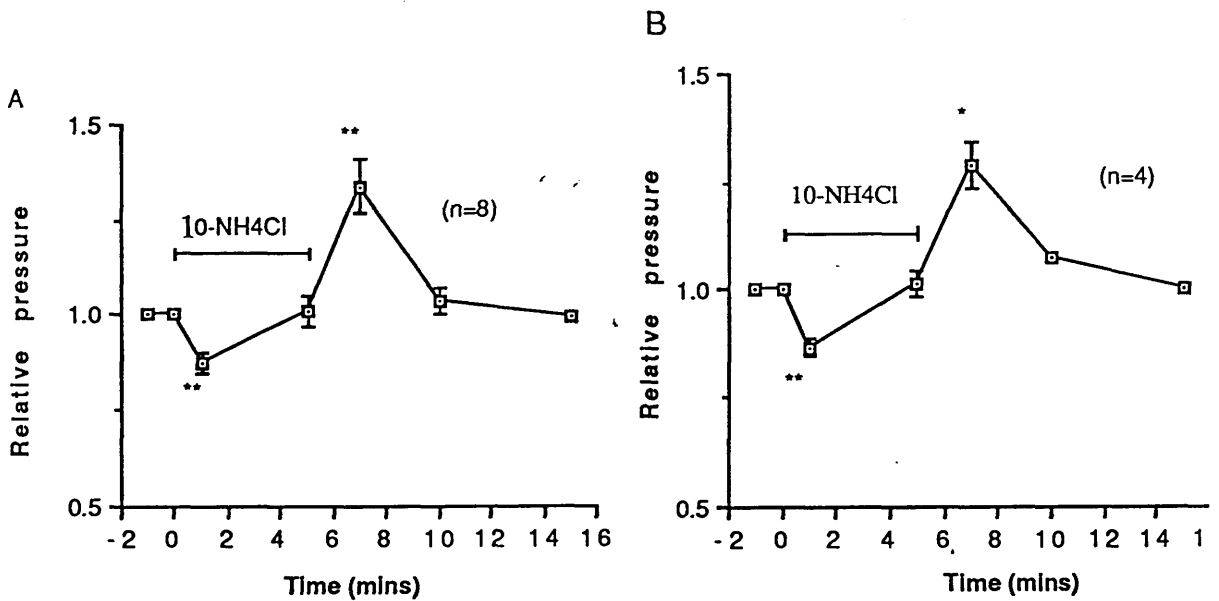 A
Relative pressure
1.5
1.0
0.5
**
10-NH4Cl
(n=8)
**
-2 0 2 4 6 8 10 12 14 16
Time (mins)
B
Relative pressure
1.5
1.0
0.5
*
10-NH4Cl
(n=4)
**
-2 0 2 4 6 8 10 12 14 1
Time (mins)